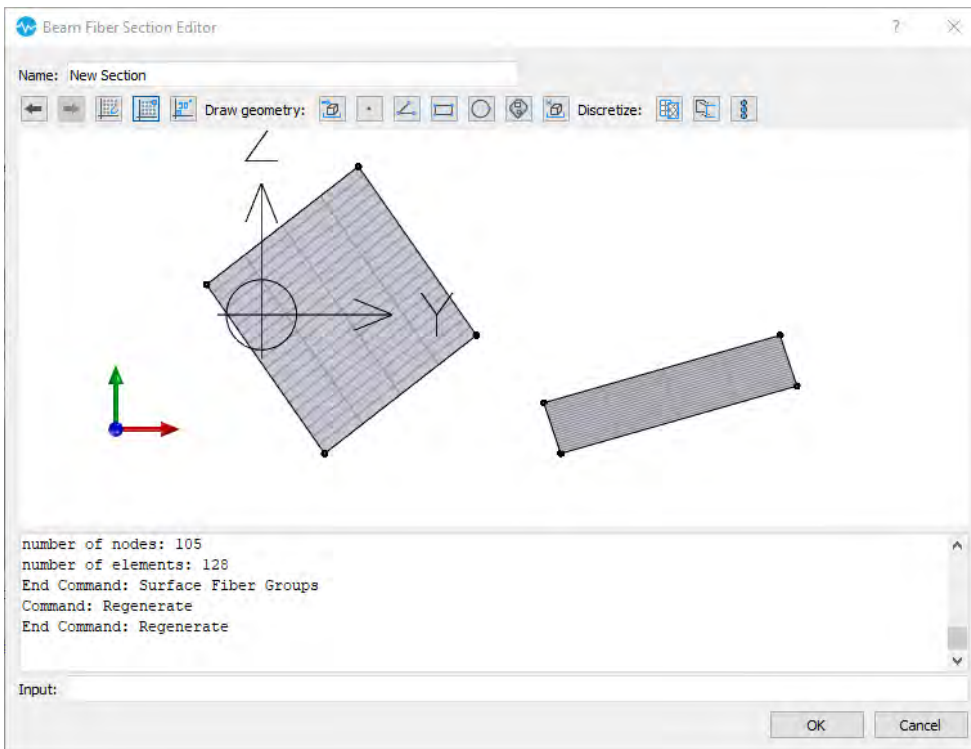 Beam Fiber Section Editor
Name: New Section
Draw geometry: Discretize:
Z
Y
number of nodes: 105
number of elements: 128
End Command: Surface Fiber Groups
Command: Regenerate
End Command: Regenerate
Input:
OK Cancel